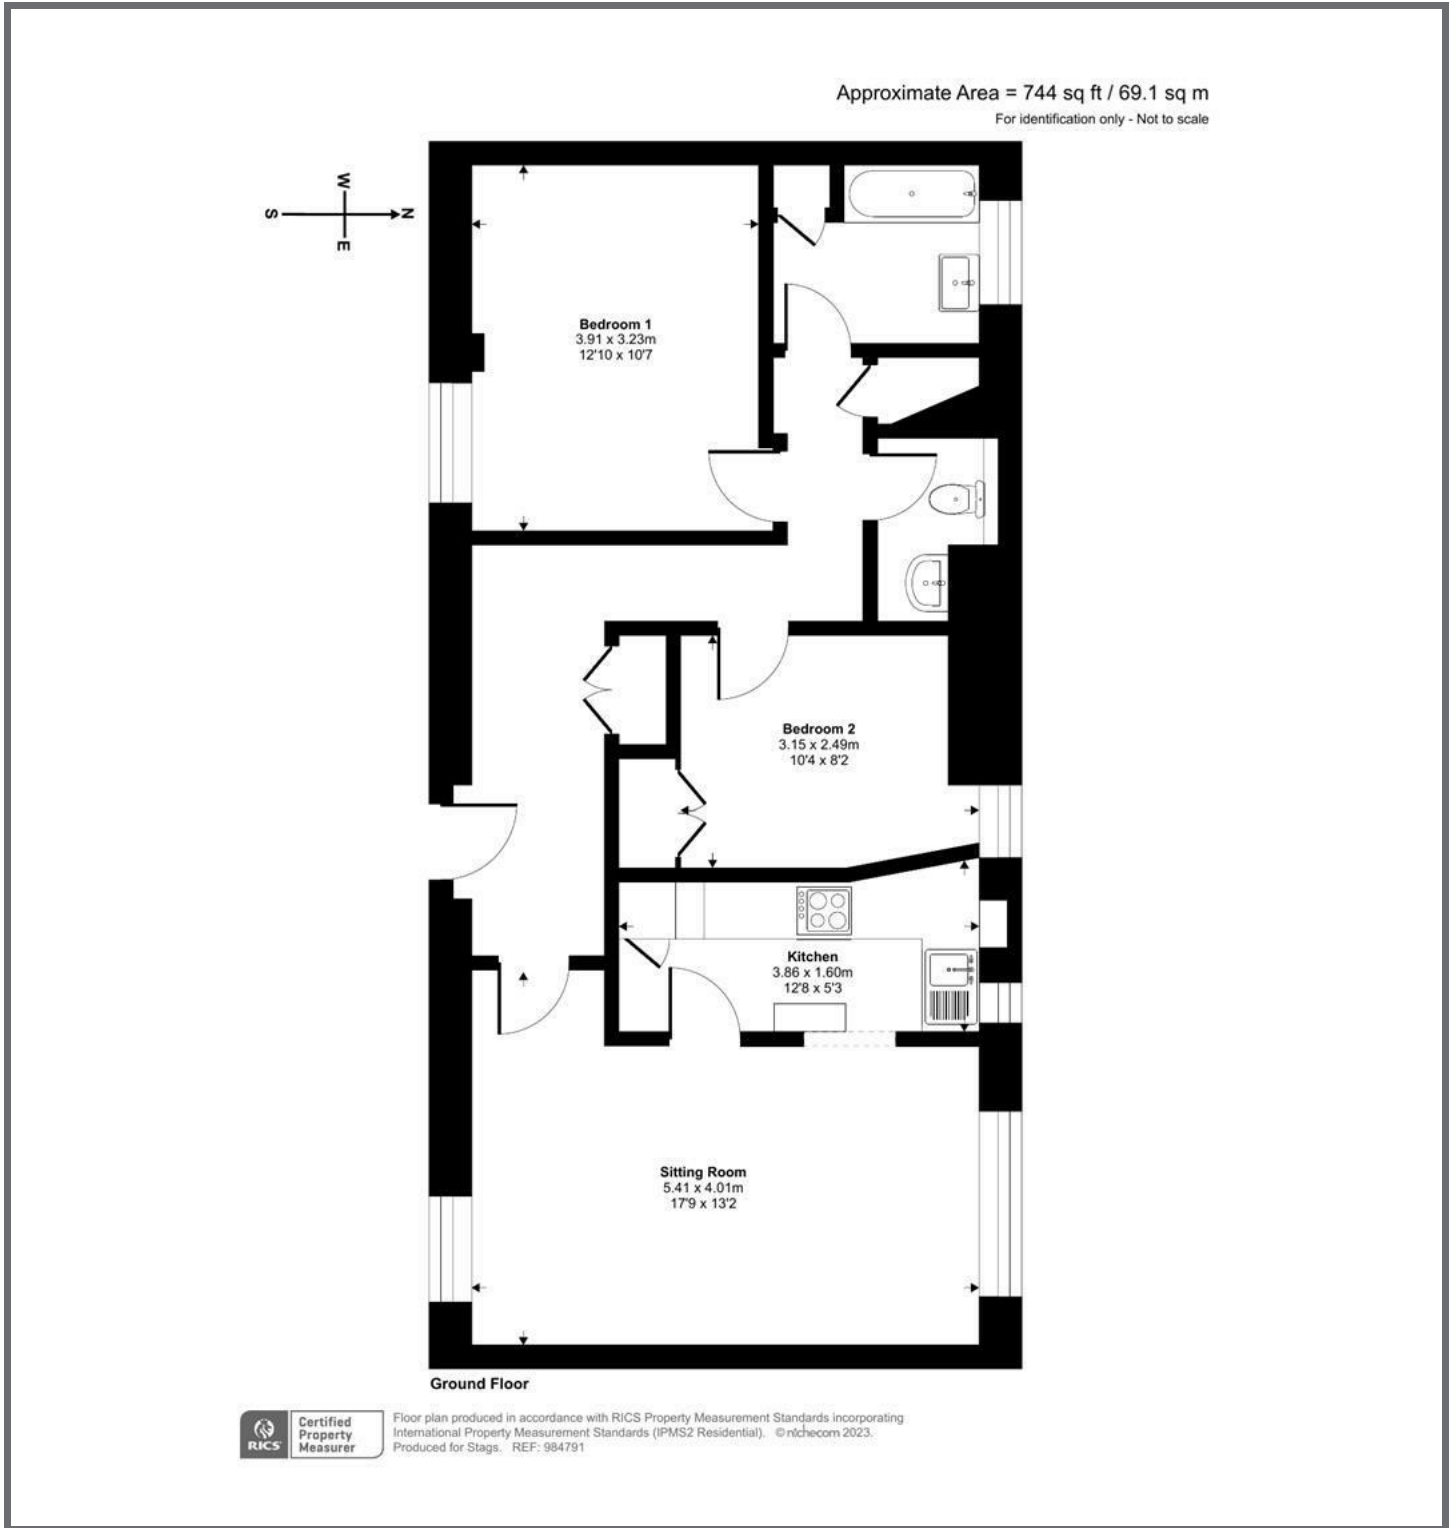 Approximate Area = 744 sq ft / 69.1 sq m
For identification only - Not to scale
W
S N
E
Bedroom 1
3.91 x 3.23m
12'10 x 10'7
Bedroom 2
3.15 x 2.49m
10'4 x 8'2
Kitchen
3.86 x 1.60m
12'8 x 5'3
Sitting Room
5.41 x 4.01m
17'9 x 13'2
Ground Floor
RICS
Certified
Property
Measurer
Floor plan produced in accordance with RICS Property Measurement Standards incorporating
International Property Measurement Standards (IPMS2 Residential). © nichecom 2023.
Produced for Stags. REF: 984791